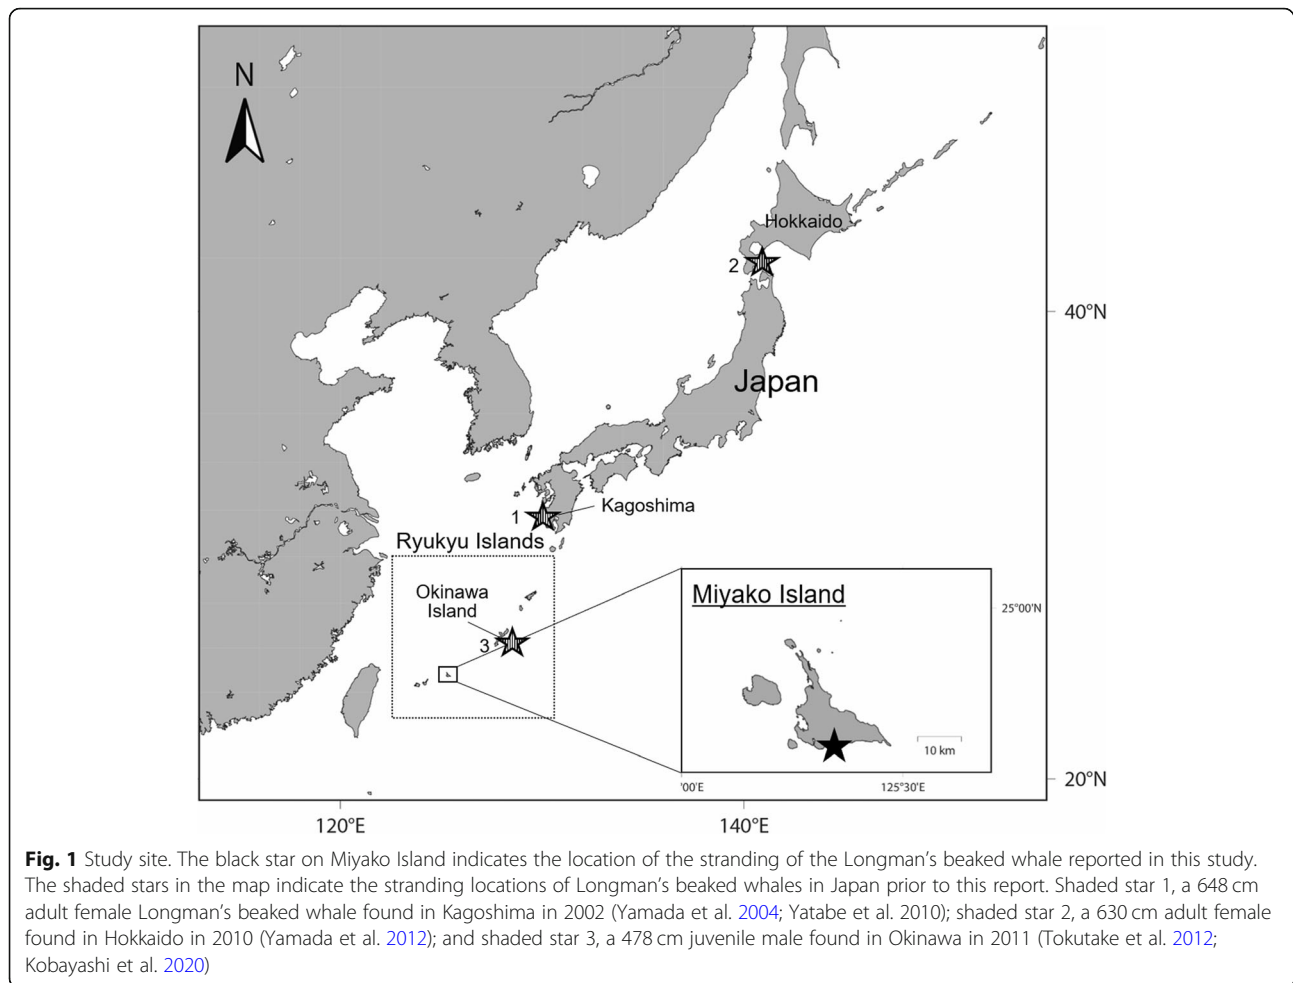 N
Hokkaido
2
40°N
Japan
1
Kagoshima
Ryukyu Islands
Okinawa
Island
3
Miyako Island
25°00'N
10 km
'00'E
125°30'E
20°N
120°E
140°E
Fig. 1 Study site. The black star on Miyako Island indicates the location of the stranding of the Longman's beaked whale reported in this study.
The shaded stars in the map indicate the stranding locations of Longman's beaked whales in Japan prior to this report. Shaded star 1, a 648 cm
adult female Longman's beaked whale found in Kagoshima in 2002 (Yamada et al. 2004; Yatabe et al. 2010); shaded star 2, a 630 cm adult female
found in Hokkaido in 2010 (Yamada et al. 2012); and shaded star 3, a 478 cm juvenile male found in Okinawa in 2011 (Tokutake et al. 2012;
Kobayashi et al. 2020)